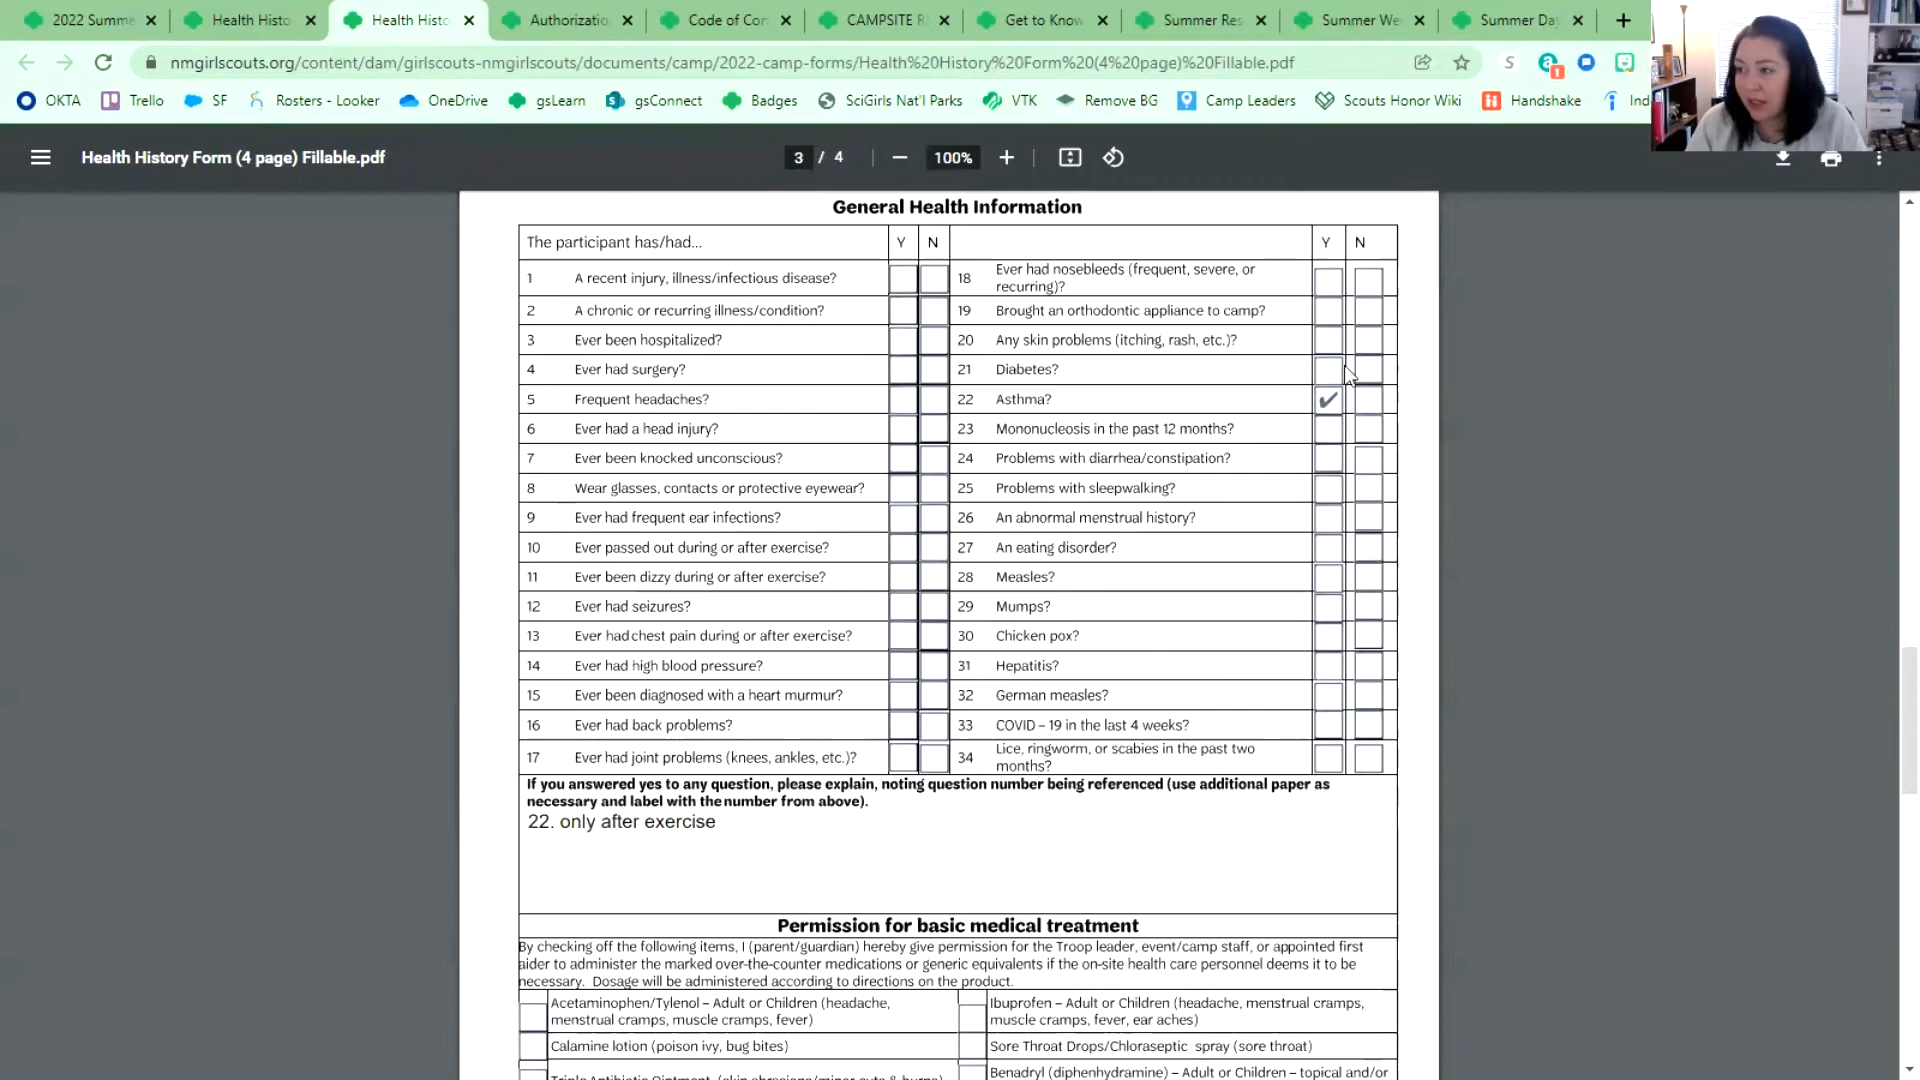 2022 Summe
Health Histo
Health Histo
Authorizatio
Code of Con
CAMPSITE R
Get to Know
Summer Res
Summer We
Summer Da
nmgirlscouts.org/content/dam/girlscouts-nmgirlscouts/documents/camp/2022-camp-forms/Health%20History%20Form%20(4%20page)%20Fillable.pdf
OKTA Trello SF Rosters - Looker OneDrive gsLearn gsConnect Badges SciGirls Nat'l Parks VTK Remove BG Camp Leaders Scouts Honor Wiki Handshake Ind
Health History Form (4 page) Fillable.pdf
3 / 4
100%
General Health Information
The participant has/had... Y N Y N
1 A recent injury, illness/infectious disease?
2 A chronic or recurring illness/condition?
3 Ever been hospitalized?
4 Ever had surgery?
5 Frequent headaches?
6 Ever had a head injury?
7 Ever been knocked unconscious?
8 Wear glasses, contacts or protective eyewear?
9 Ever had frequent ear infections?
10 Ever passed out during or after exercise?
11 Ever been dizzy during or after exercise?
12 Ever had seizures?
13 Ever had chest pain during or after exercise?
14 Ever had high blood pressure?
15 Ever been diagnosed with a heart murmur?
16 Ever had back problems?
17 Ever had joint problems (knees, ankles, etc.)?
18 Ever had nosebleeds (frequent, severe, or
recurring)?
19 Brought an orthodontic appliance to camp?
20 Any skin problems (itching, rash, etc.)?
21 Diabetes?
22 Asthma? ✔
23 Mononucleosis in the past 12 months?
24 Problems with diarrhea/constipation?
25 Problems with sleepwalking?
26 An abnormal menstrual history?
27 An eating disorder?
28 Measles?
29 Mumps?
30 Chicken pox?
31 Hepatitis?
32 German measles?
33 COVID – 19 in the last 4 weeks?
34 Lice, ringworm, or scabies in the past two
months?
If you answered yes to any question, please explain, noting question number being referenced (use additional paper as
necessary and label with the number from above).
22. only after exercise
Permission for basic medical treatment
By checking off the following items, I (parent/guardian) hereby give permission for the Troop leader, event/camp staff, or appointed first
aider to administer the marked over-the-counter medications or generic equivalents if the on-site health care personnel deems it to be
necessary. Dosage will be administered according to directions on the product.
Acetaminophen/Tylenol – Adult or Children (headache,
menstrual cramps, muscle cramps, fever)
Ibuprofen – Adult or Children (headache, menstrual cramps,
muscle cramps, fever, ear aches)
Calamine lotion (poison ivy, bug bites)
Sore Throat Drops/Chloraseptic spray (sore throat)
Triple Antibiotic Ointment (skin abrasions/minor cuts & burns)
Benadryl (diphenhydramine) – Adult or Children – topical and/or